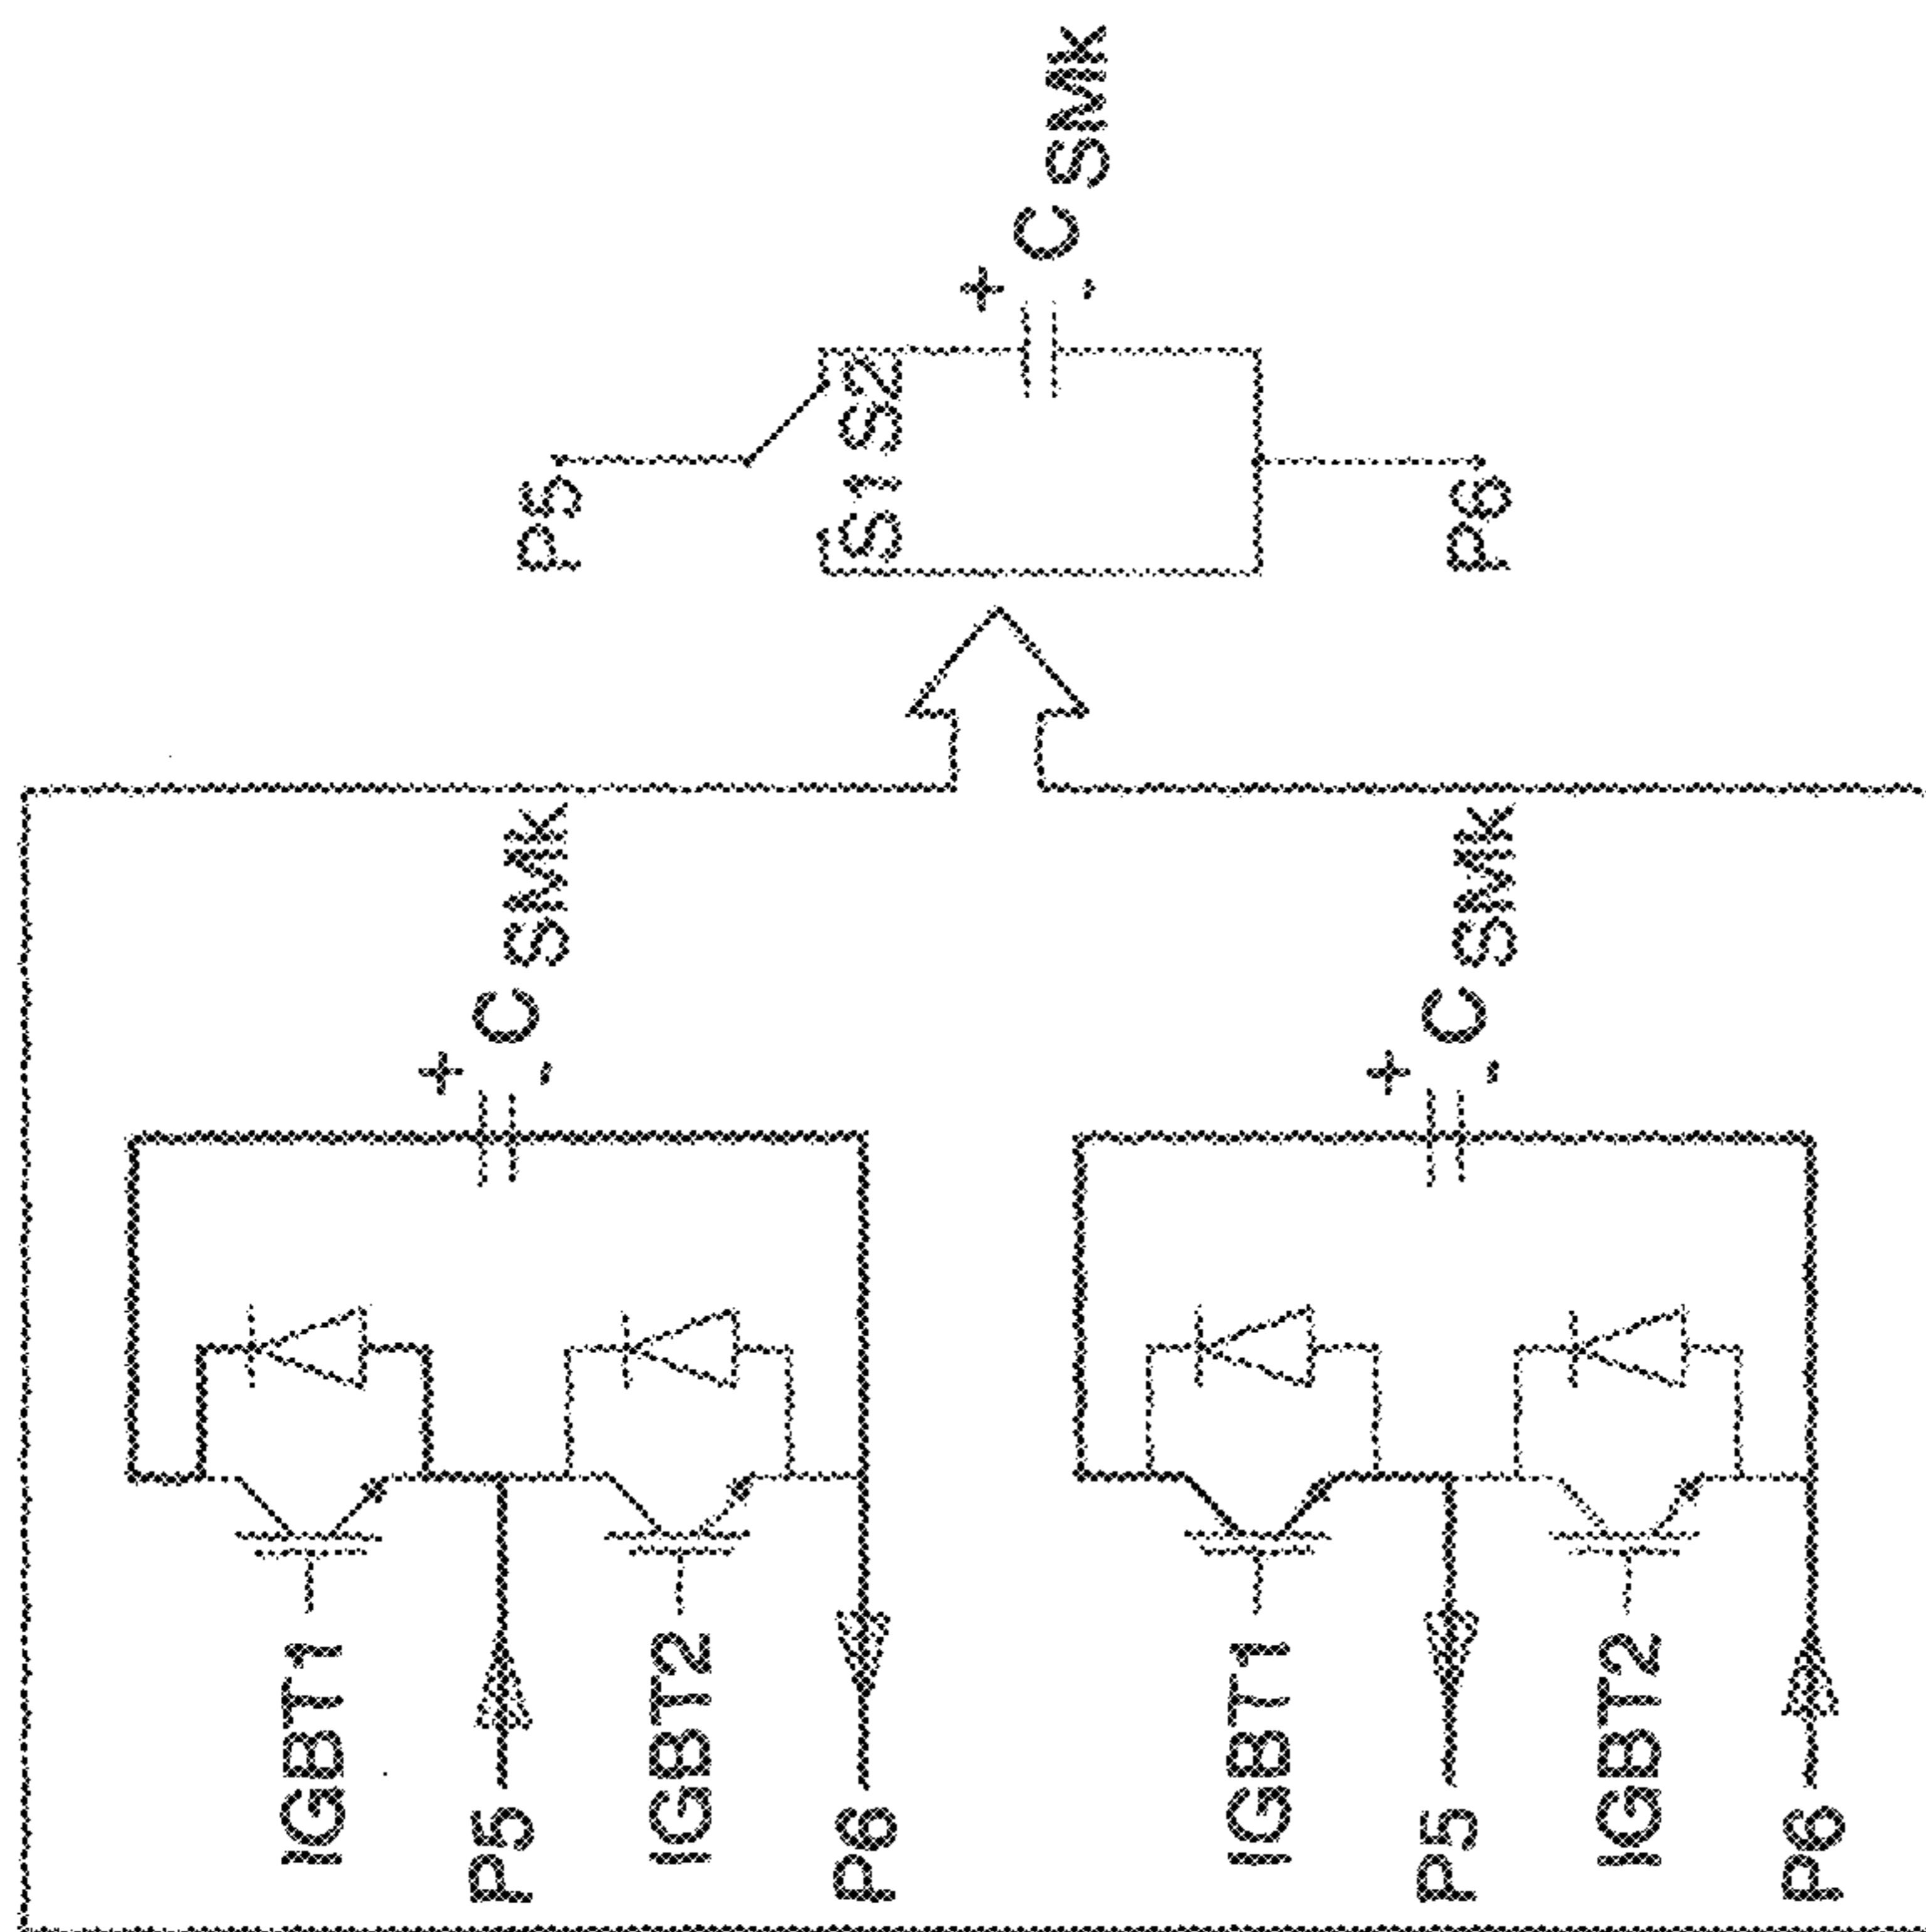 P5
S1 S2
+
C SMK
-
P6
IGBT1
+
P5
C SMK
-
IGBT2
P6
IGBT1
+
P5
C SMK
-
IGBT2
P6